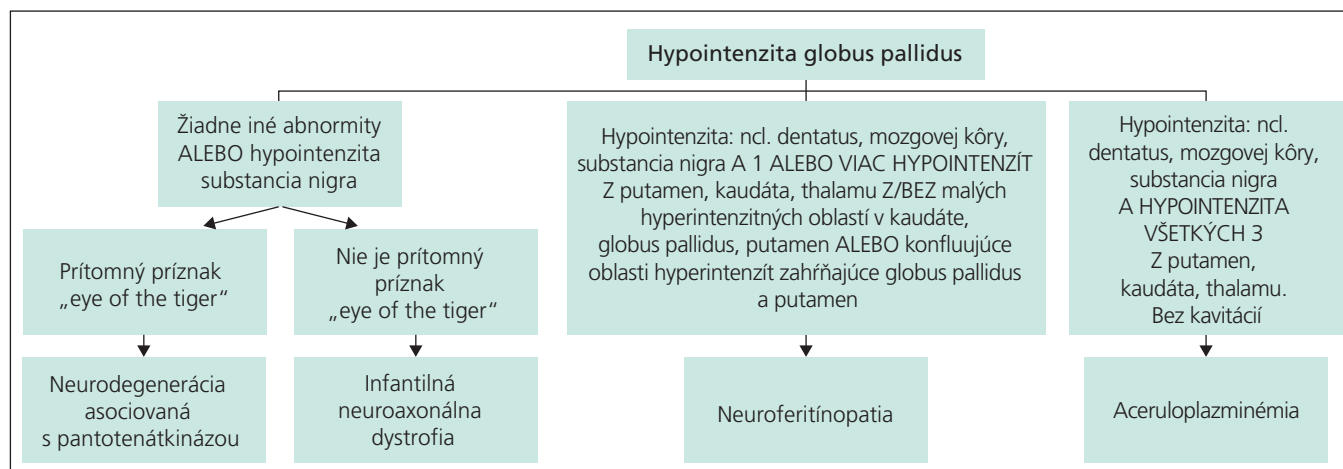 Hypointenzita globus pallidus
Žiadne iné abnormity
ALEBO hypointenzita
substancia nigra
Prítomný príznak
„eye of the tiger“
Nie je prítomný
príznak
„eye of the tiger“
Neurodegenerácia
asociovaná
s pantotenátkinázou
Infantilná
neuroaxonálna
dystrofia
Hypointenzita: ncl. dentatus, mozgovej kôry,
substancia nigra A 1 ALEBO VIAC HYPOINTENZÍT
Z putamen, kaudáta, thalamu Z/BEZ malých
hyperintenzitných oblastí v kaudáte,
globus pallidus, putamen ALEBO konfluujúce
oblasti hyperintenzít zahŕňajúce globus pallidus
a putamen
Neuroferitínopatia
Hypointenzita: ncl.
dentatus, mozgovej kôry,
substancia nigra
A HYPOINTENZITA
VŠETKÝCH 3
Z putamen,
kaudáta, thalamu.
Bez kavitácií
Aceruloplazminémia